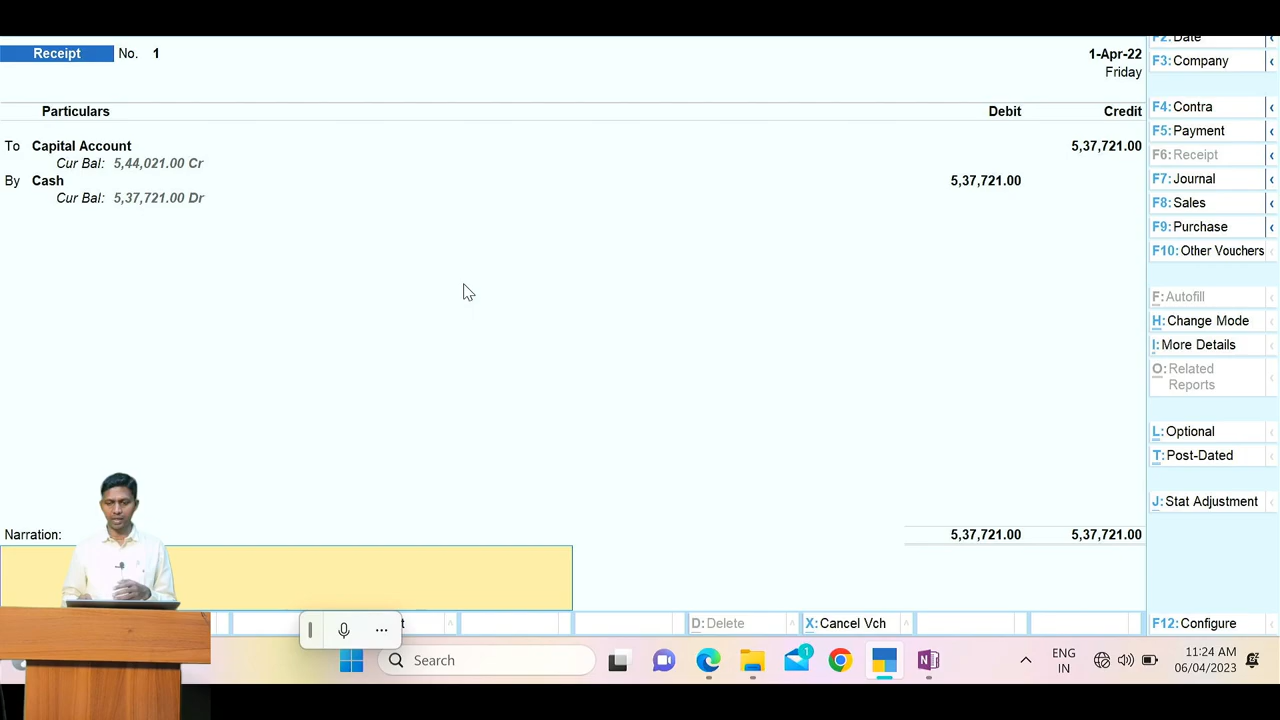 F2: Date
Receipt No. 1 1-Apr-22
F3: Company
Friday
Particulars Debit Credit
F4: Contra
F5: Payment
To Capital Account 5,37,721.00
F6: Receipt
Cur Bal: 5,44,021.00 Cr
By Cash 5,37,721.00
F7: Journal
Cur Bal: 5,37,721.00 Dr
F8: Sales
F9: Purchase
F10: Other Vouchers
F: Autofill
H: Change Mode
I: More Details
O: Related
Reports
L: Optional
T: Post-Dated
J: Stat Adjustment
Narration: 5,37,721.00 5,37,721.00
D: Delete X: Cancel Vch F12: Configure
Search
1
ENG
IN
11:24 AM
06/04/2023